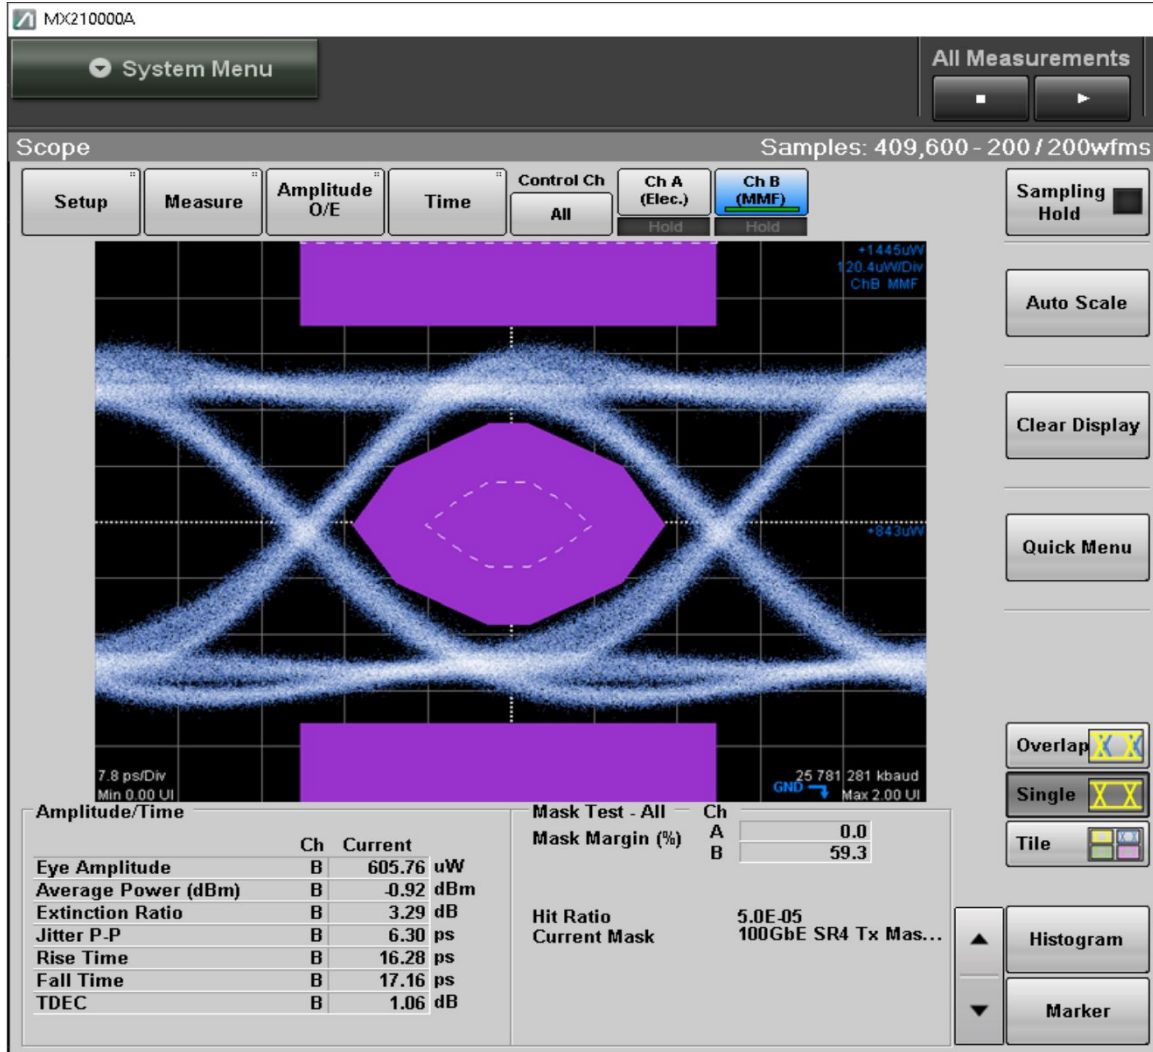 MX210000A
System Menu
All Measurements
Scope
Samples: 409,600 - 200 / 200wfms
Setup
Measure
Amplitude
O/E
Time
Control Ch
All
Ch A
(Elec.)
Hold
Ch B
(MMF)
Hold
Sampling
Hold
+1445uW
120.4uW/Div
ChB MMF
Auto Scale
Clear Display
+843uW
Quick Menu
7.8 ps/Div
Min 0.00 UI
25 781 281 kbaud
GND
Max 2.00 UI
Overlap
Single
Tile
Amplitude/Time
Ch Current
Eye Amplitude B 605.76 uW
Average Power (dBm) B -0.92 dBm
Extinction Ratio B 3.29 dB
Jitter P-P B 6.30 ps
Rise Time B 16.28 ps
Fall Time B 17.16 ps
TDEC B 1.06 dB
Mask Test - All Ch
Mask Margin (%) A 0.0
B 59.3
Hit Ratio 5.0E-05
Current Mask 100GbE SR4 Tx Mas...
Histogram
Marker